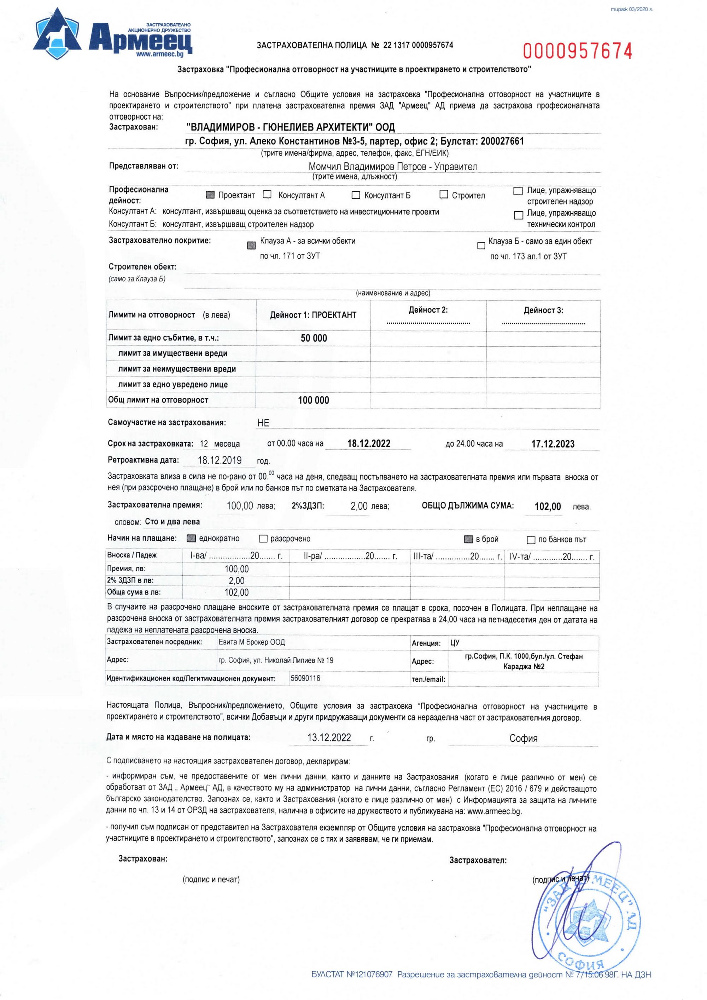 тираж 03/2020 г.
ЗАСТРАХОВАТЕЛНО
АКЦИОНЕРНО ДРУЖЕСТВО
Армеец
www.armeec.bg
ЗАСТРАХОВАТЕЛНА ПОЛИЦА № 22 1317 0000957674
0000957674
Застраховка "Професионална отговорност на участниците в проектирането и строителството"
На основание Въпросник/предложение и съгласно Общите условия на застраховка "Професионална отговорност на участниците в
проектирането и строителството" при платена застрахователна премия ЗАД "Армеец" АД приема да застрахова професионалната
отговорност на:
Застрахован: "ВЛАДИМИРОВ - ГЮНЕЛИЕВ АРХИТЕКТИ" ООД
гр. София, ул. Алеко Константинов №3-5, партер, офис 2; Булстат: 200027661
(трите имена/фирма, адрес, телефон, факс, ЕГН/ЕИК)
Представляван от: Момчил Владимиров Петров - Управител
(трите имена, длъжност)
Професионална дейност: Проектант Консултант А Консултант Б Строител Лице, упражняващо строителен надзор
Консултант А: консултант, извършващ оценка за съответствието на инвестиционните проекти Лице, упражняващо
Консултант Б: консултант, извършващ строителен надзор технически контрол
Застрахователно покритие: Клауза А - за всички обекти Клауза Б - само за един обект
по чл. 171 от ЗУТ по чл. 173 ал.1 от ЗУТ
Строителен обект:
(само за Клауза Б)
(наименование и адрес)
Лимити на отговорност (в лева) Дейност 1: ПРОЕКТАНТ Дейност 2: Дейност 3:
Лимит за едно събитие, в т.ч.: 50 000
лимит за имуществени вреди
лимит за неимуществени вреди
лимит за едно увредено лице
Общ лимит на отговорност 100 000
Самоучастие на застрахования: НЕ
Срок на застраховката: 12 месеца от 00.00 часа на 18.12.2022 до 24.00 часа на 17.12.2023
Ретроактивна дата: 18.12.2019 год.
Застраховката влиза в сила не по-рано от 00.00 часа на деня, следващ постъпването на застрахователната премия или първата вноска от
нея (при разсрочено плащане) в брой или по банков път по сметката на Застрахователя.
Застрахователна премия: 100,00 лева; 2%ЗДЗП: 2,00 лева; ОБЩО ДЪЛЖИМА СУМА: 102,00 лева.
словом: Сто и два лева
Начин на плащане: еднократно разсрочено в брой по банков път
Вноска / Падеж I-ва/ ..................20....... г. II-ра/ ..................20....... г. III-та/ ...............20....... г. IV-та/ .............20....... г.
Премия, лв: 100,00
2% ЗДЗП в лв: 2,00
Обща сума в лв: 102,00
В случаите на разсрочено плащане вноските от застрахователната премия се плащат в срока, посочен в Полицата. При неплащане на
разсрочена вноска от застрахователната премия застрахователният договор се прекратява в 24,00 часа на петнадесетия ден от датата на
падежа на неплатената разсрочена вноска.
Застрахователен посредник: Евита М Брокер ООД Агенция: ЦУ
Адрес: гр. София, ул. Николай Лилиев № 19 Адрес: гр.София, П.К. 1000,бул./ул. Стефан Караджа №2
Идентификационен код/Легитимационен документ: 56090116 тел./email:
Настоящата Полица, Въпросник/предложението, Общите условия за застраховка “Професионална отговорност на участниците в
проектирането и строителството", всички Добавъци и други придружаващи документи са неразделна част от застрахователния договор.
Дата и място на издаване на полицата: 13.12.2022 г. гр. София
С подписването на настоящия застрахователен договор, декларирам:
- информиран съм, че предоставените от мен лични данни, както и данните на Застрахования (когато е лице различно от мен) се
обработват от ЗАД „ Армеец“ АД, в качеството му на администратор на лични данни, съгласно Регламент (ЕС) 2016 / 679 и действащото
българско законодателство. Запознах се, както и Застрахования (когато е лице различно от мен) с Информацията за защита на личните
данни по чл. 13 и 14 от ОРЗД на застрахователя, налична в офисите на дружеството и публикувана на: www.armeec.bg.
- получил съм подписан от представител на Застрахователя екземпляр от Общите условия на застраховка "Професионална отговорност на
участниците в проектирането и строителството", запознах се с тях и заявявам, че ги приемам.
Застрахован: Застраховател:
(подпис и печат) (подпис и печат)
“ЗАД АРМЕЕЦ” АД
СОФИЯ
БУЛСТАТ №121076907 Разрешение за застрахователна дейност № 7/15.06.98Г. НА ДЗН